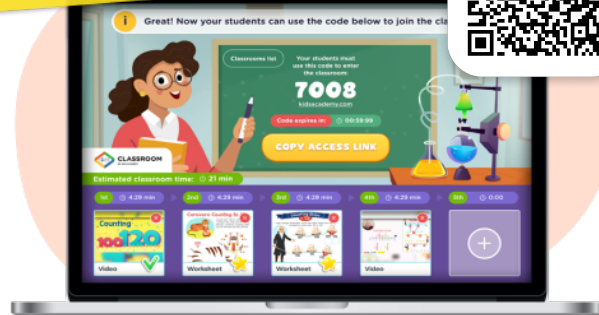 Great! Now your students can use the code below to join the cla
Classrooms list
Your students must
use this code to enter
the classroom
7008
kidsacademy.com
Code expires in: 00:59:99
COPY ACCESS LINK
CLASSROOM
Estimated classroom time: 21 min
1st 4:29 min
2nd 4:29 min
3rd 4:29 min
4th 4:29 min
5th 0:00
Counting
100 120
Video
Worksheet
Worksheet
Video